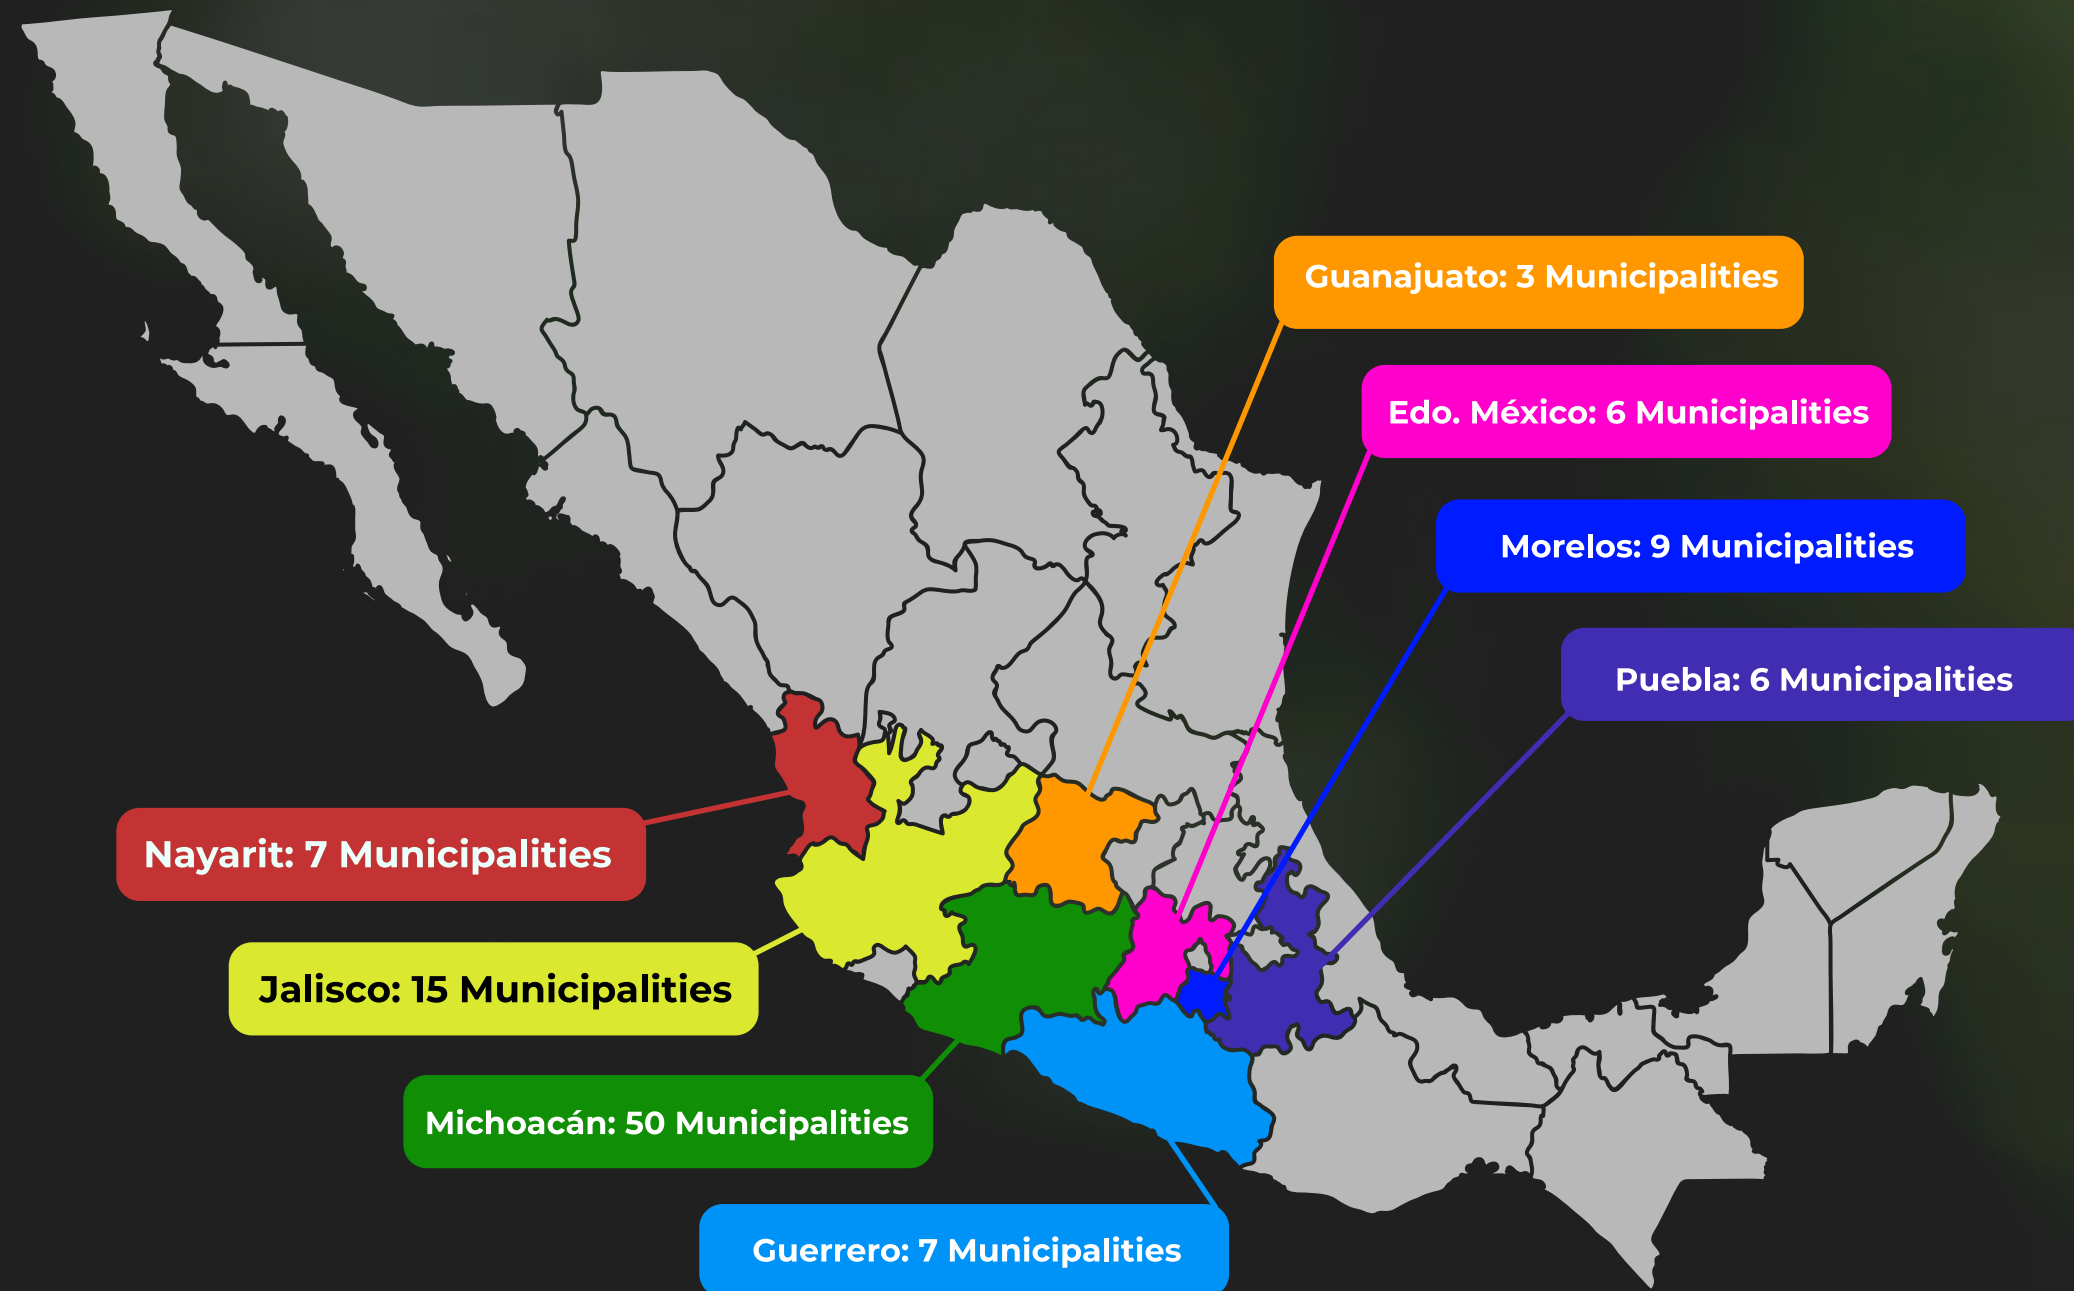 Guanajuato: 3 Municipalities
Edo. México: 6 Municipalities
Morelos: 9 Municipalities
Puebla: 6 Municipalities
Nayarit: 7 Municipalities
Jalisco: 15 Municipalities
Michoacán: 50 Municipalities
Guerrero: 7 Municipalities